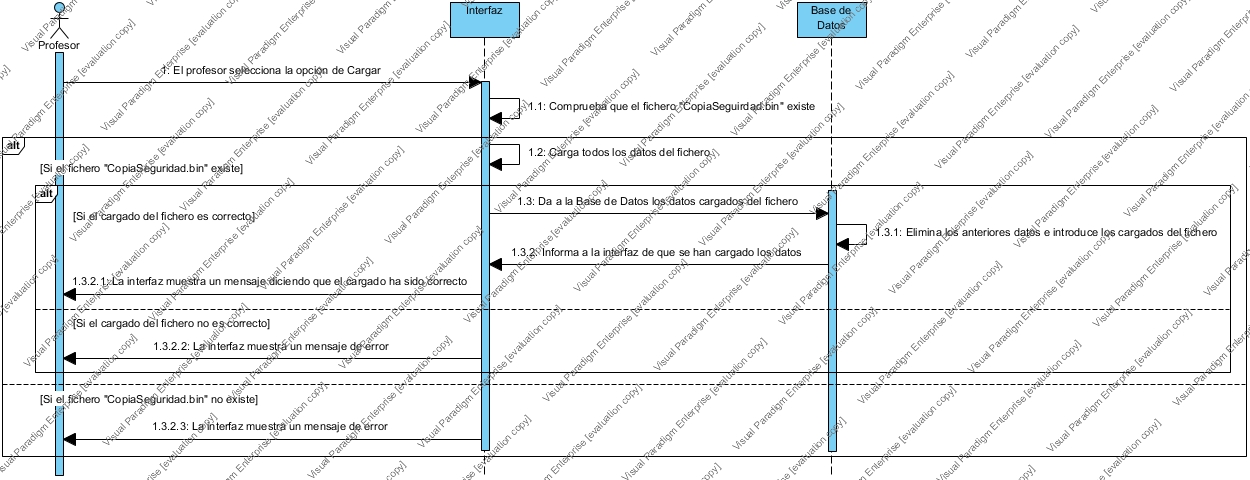 Interfaz
Base de
Datos
Profesor
1: El profesor selecciona la opción de Cargar
1.1: Comprueba que el fichero "CopiaSeguirdad.bin" existe
alt
1.2: Carga todos los datos del fichero
[Si el fichero "CopiaSeguridad.bin" existe]
alt
1.3: Da a la Base de Datos los datos cargados del fichero
[Si el cargado del fichero es correcto]
1.3.1: Elimina los anteriores datos e introduce los cargados del fichero
1.3.2: Informa a la interfaz de que se han cargado los datos
1.3.2.1: La interfaz muestra un mensaje diciendo que el cargado ha sido correcto
[Si el cargado del fichero no es correcto]
1.3.2.2: La interfaz muestra un mensaje de error
[Si el fichero "CopiaSeguridad.bin" no existe]
1.3.2.3: La interfaz muestra un mensaje de error
Visual Paradigm Enterprise [evaluation copy]